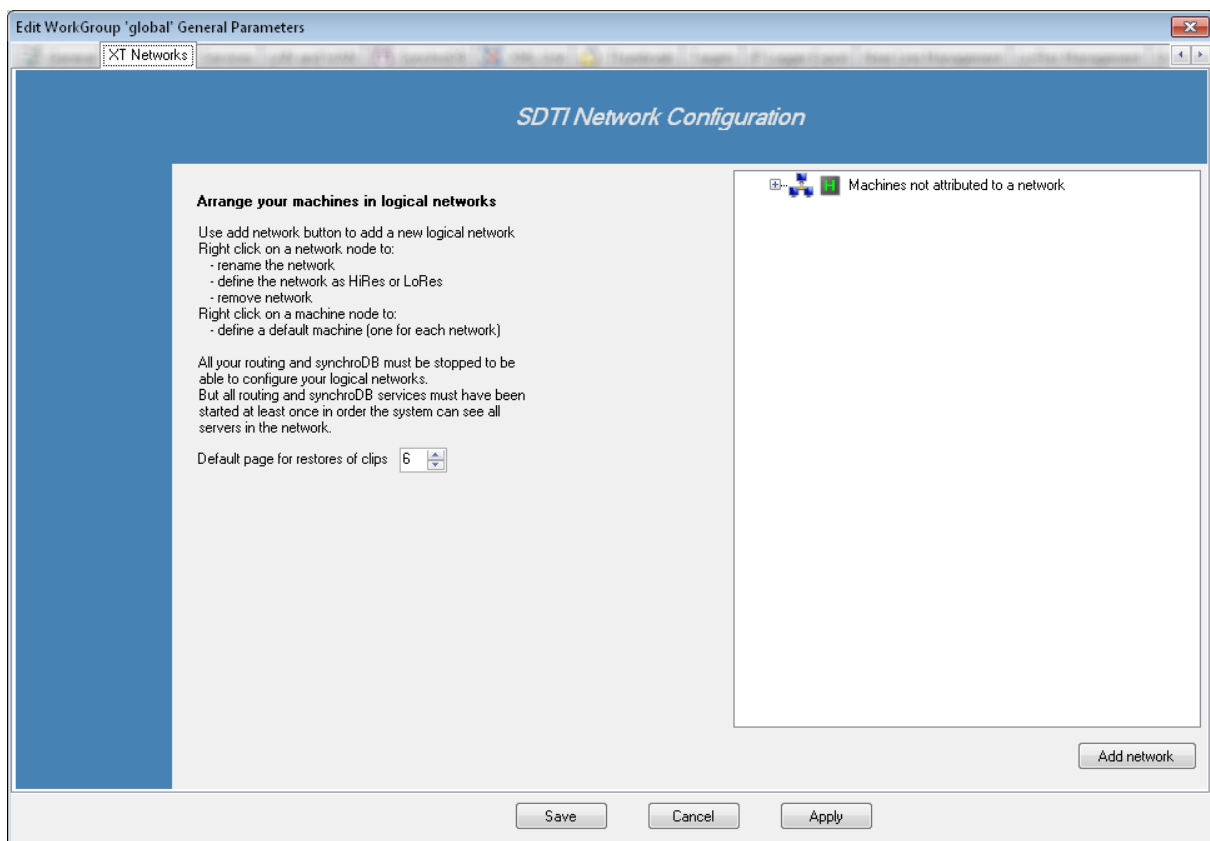 Edit WorkGroup 'global' General Parameters
XT Networks
SDTI Network Configuration
Arrange your machines in logical networks
Use add network button to add a new logical network
Right click on a network node to:
- rename the network
- define the network as HiRes or LoRes
- remove network
Right click on a machine node to:
- define a default machine (one for each network)
All your routing and synchroDB must be stopped to be
able to configure your logical networks.
But all routing and synchroDB services must have been
started at least once in order the system can see all
servers in the network.
Default page for restores of clips 6
H Machines not attributed to a network
Add network
Save Cancel Apply